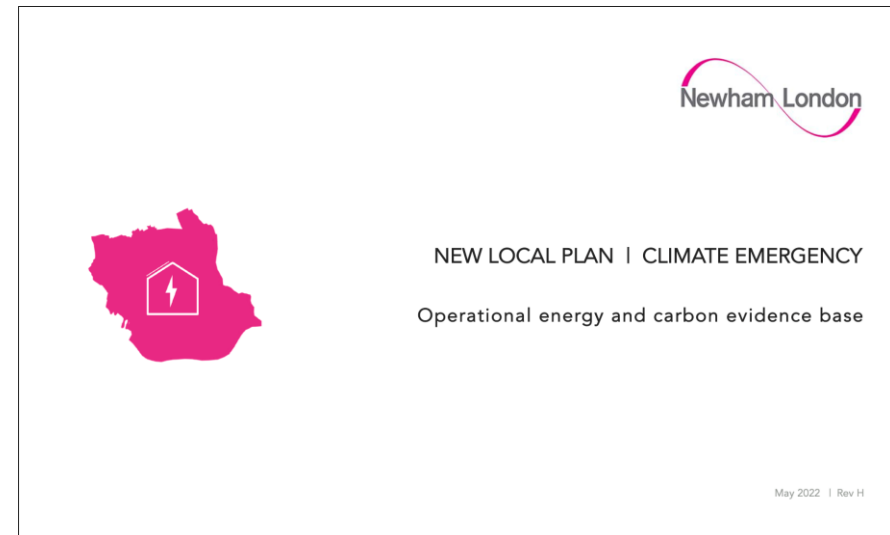 Newham London
NEW LOCAL PLAN | CLIMATE EMERGENCY
Operational energy and carbon evidence base
May 2022 | Rev H